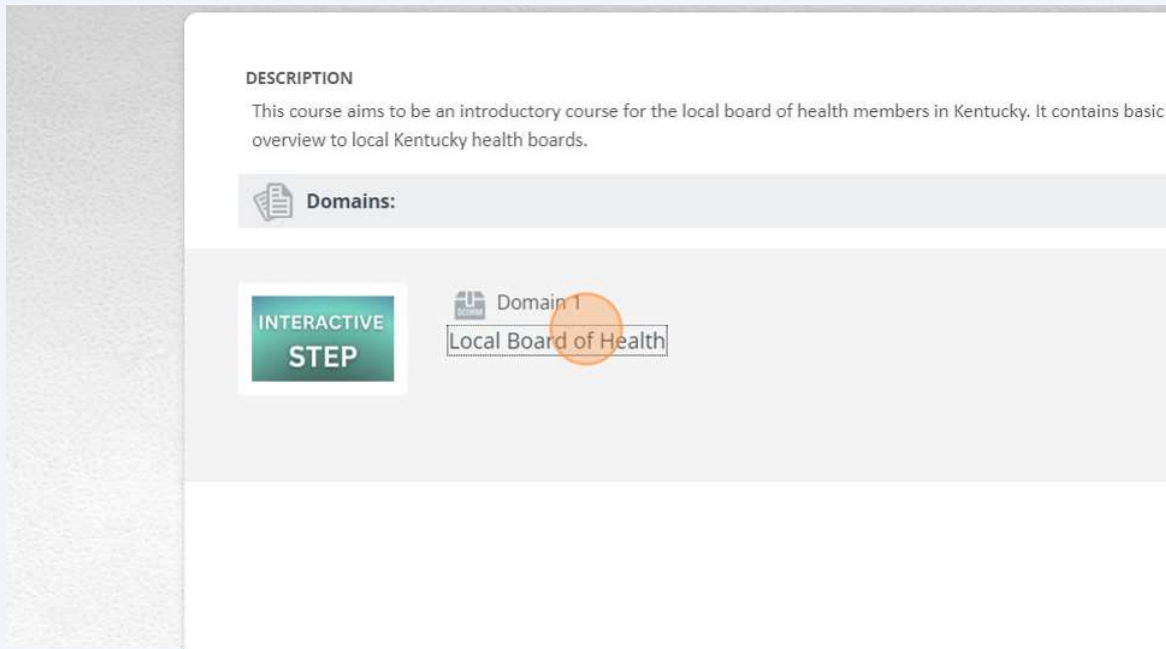 DESCRIPTION
This course aims to be an introductory course for the local board of health members in Kentucky. It contains basic
overview to local Kentucky health boards.
Domains:
INTERACTIVE
STEP
SCORM
Domain 1
Local Board of Health